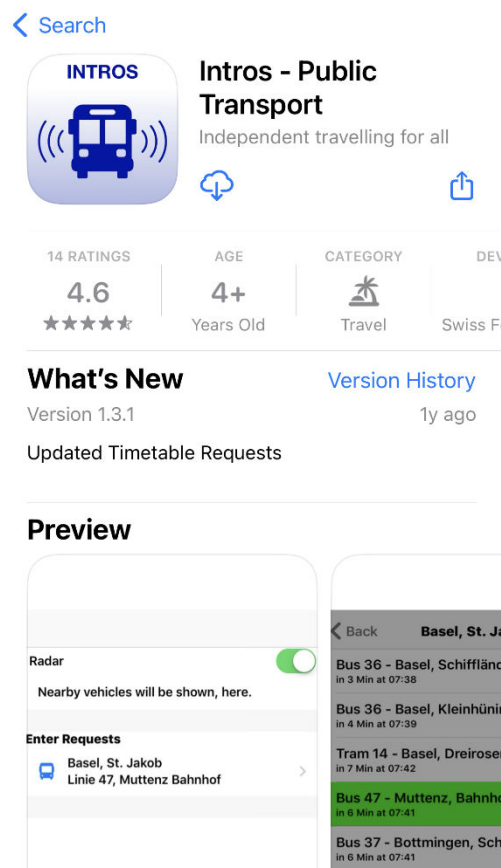 Search
INTROS
Intros - Public
Transport
Independent travelling for all
14 RATINGS
4.6
AGE
4+
Years Old
CATEGORY
Travel
Swiss
What's New
Version History
Version 1.3.1
1y ago
Updated Timetable Requests
Preview
Radar
Nearby vehicles will be shown, here.
Enter Requests
Basel, St. Jakob
Linie 47, Muttenz Bahnhof
Back
Basel, St.
Bus 36 - Basel,
in 3 Min at 07:38
Bus 36 - Basel,
in 4 Min at 07:39
Tram 14 - Basel,
in 7 Min at 07:42
Bus 47 - Muttenz,
in 6 Min at 07:41
Bus 37 - Bottmingen,
in 6 Min at 07:41